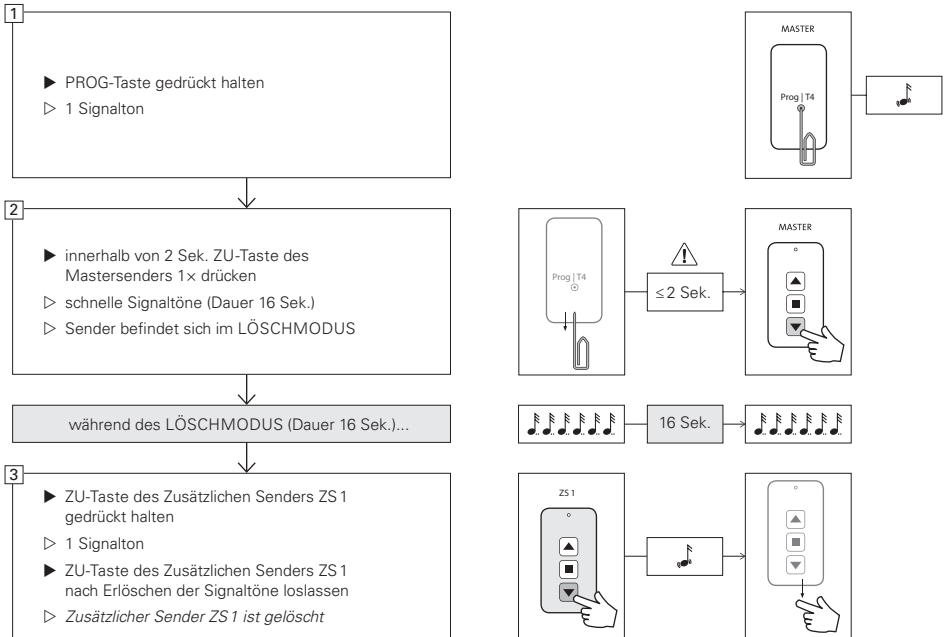 1
▶ PROG-Taste gedrückt halten
▷ 1 Signalton
MASTER
Prog | T4
2
▶ innerhalb von 2 Sek. ZU-Taste des
Mastersenders 1× drücken
▷ schnelle Signaltöne (Dauer 16 Sek.)
▷ Sender befindet sich im LÖSCHMODUS
Prog | T4
≤2 Sek.
MASTER
während des LÖSCHMODUS (Dauer 16 Sek.)...
16 Sek.
3
▶ ZU-Taste des Zusätzlichen Senders ZS 1
gedrückt halten
▷ 1 Signalton
▶ ZU-Taste des Zusätzlichen Senders ZS 1
nach Erlöschen der Signaltöne loslassen
▷ Zusätzlicher Sender ZS 1 ist gelöscht
ZS 1